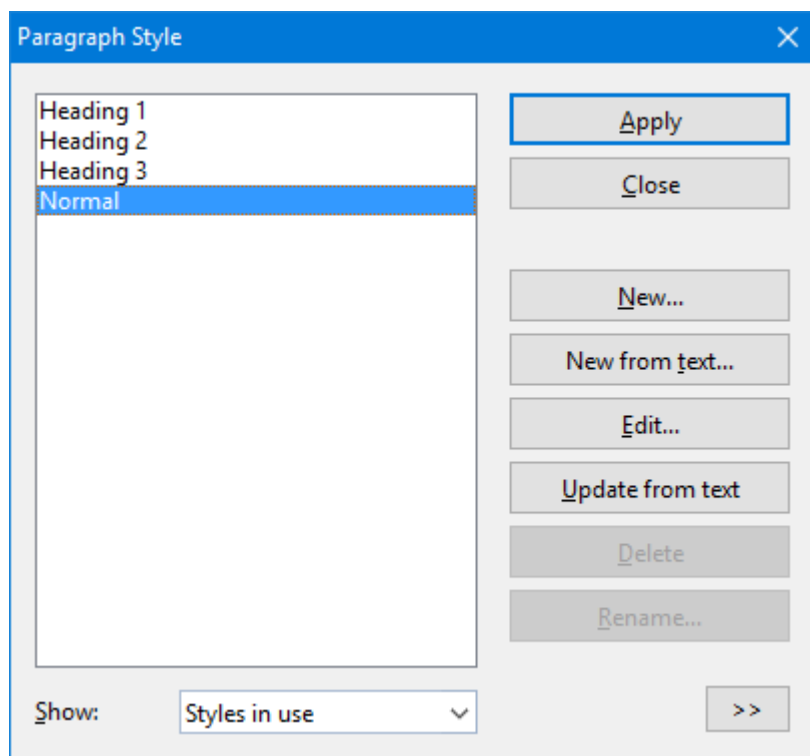 Paragraph Style
Heading 1
Heading 2
Heading 3
Normal
Apply
Close
New...
New from text...
Edit...
Update from text
Delete
Rename...
Show:
Styles in use
>>